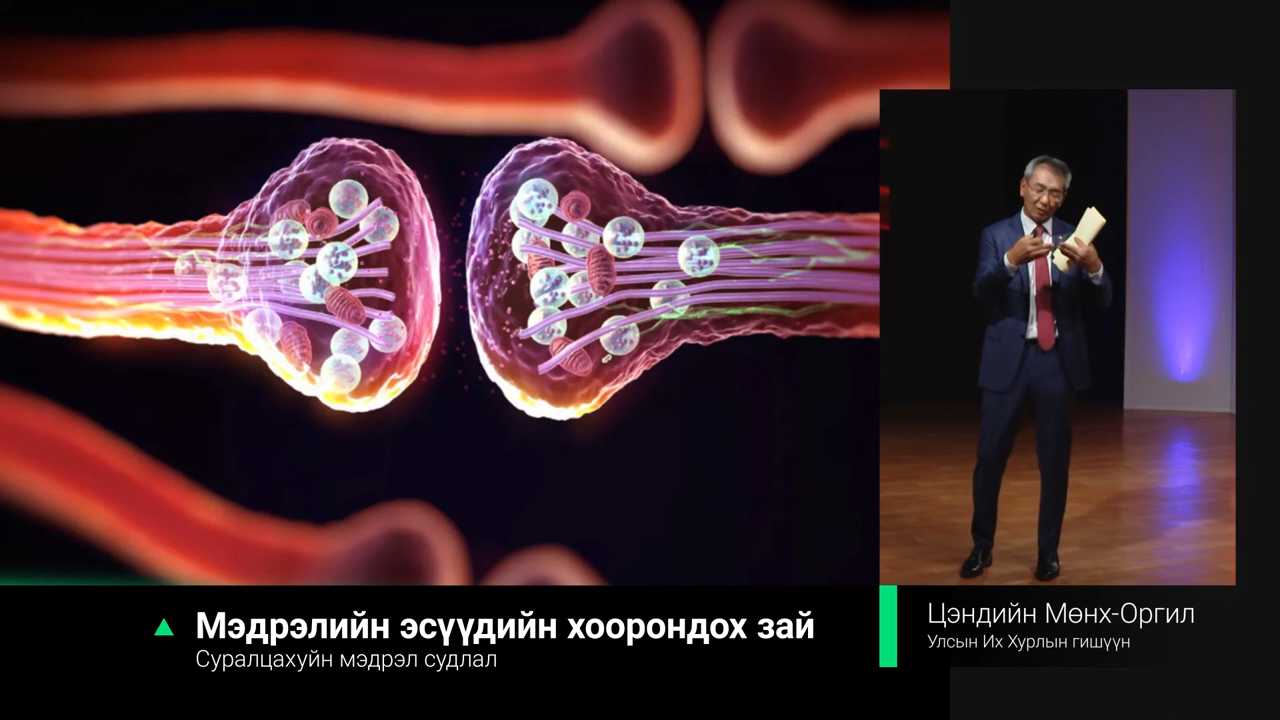 Мэдрэлийн эсүүдийн хоорондох зай
Суралцахуйн мэдрэл судлал
Цэндийн Мөнх-Оргил
Улсын Их Хурлын гишүүн